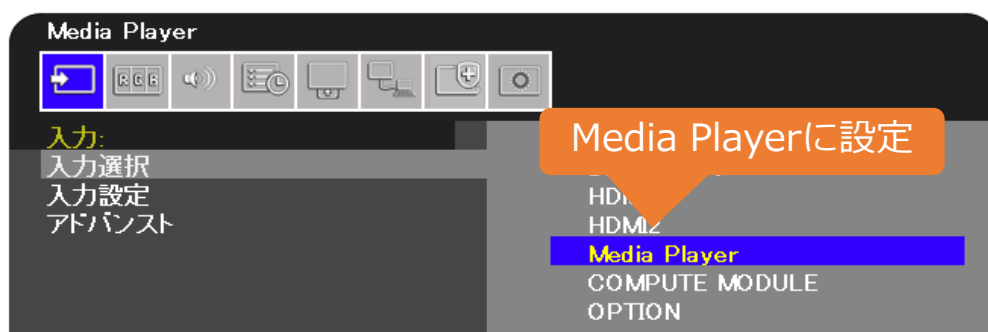 Media Player
RGB
入力:
入力選択
入力設定
アドバンスト
Media Playerに設定
HDMI2
Media Player
COMPUTE MODULE
OPTION